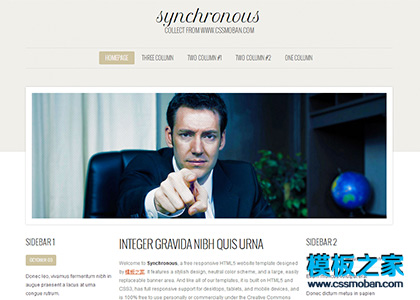 synchronous
COLLECT FROM WWW.CSSMOBAN.COM
HOMEPAGE THREE COLUMN TWO COLUMN #1 TWO COLUMN #2 ONE COLUMN
SIDEBAR 1
Donec leo, vivamus fermentum nibh in
augue praesent a lacus at urna
congue rutrum.
INTEGER GRAVIDA NIBH QUIS URNA
Welcome to Synchronous, a free responsive HTML5 website template designed
by 模板之家. It features a stylish design, neutral color scheme, and a large, easily
replaceable banner area. And like all of our templates, it is built on HTML5 and
CSS3, has full responsive support for desktops, tablets, and mobile devices, and
is 100% free to use personally or commercially under the Creative Commons
SIDEBAR 2
Donec dictum metus in
模板之家
www.cssmoban.com